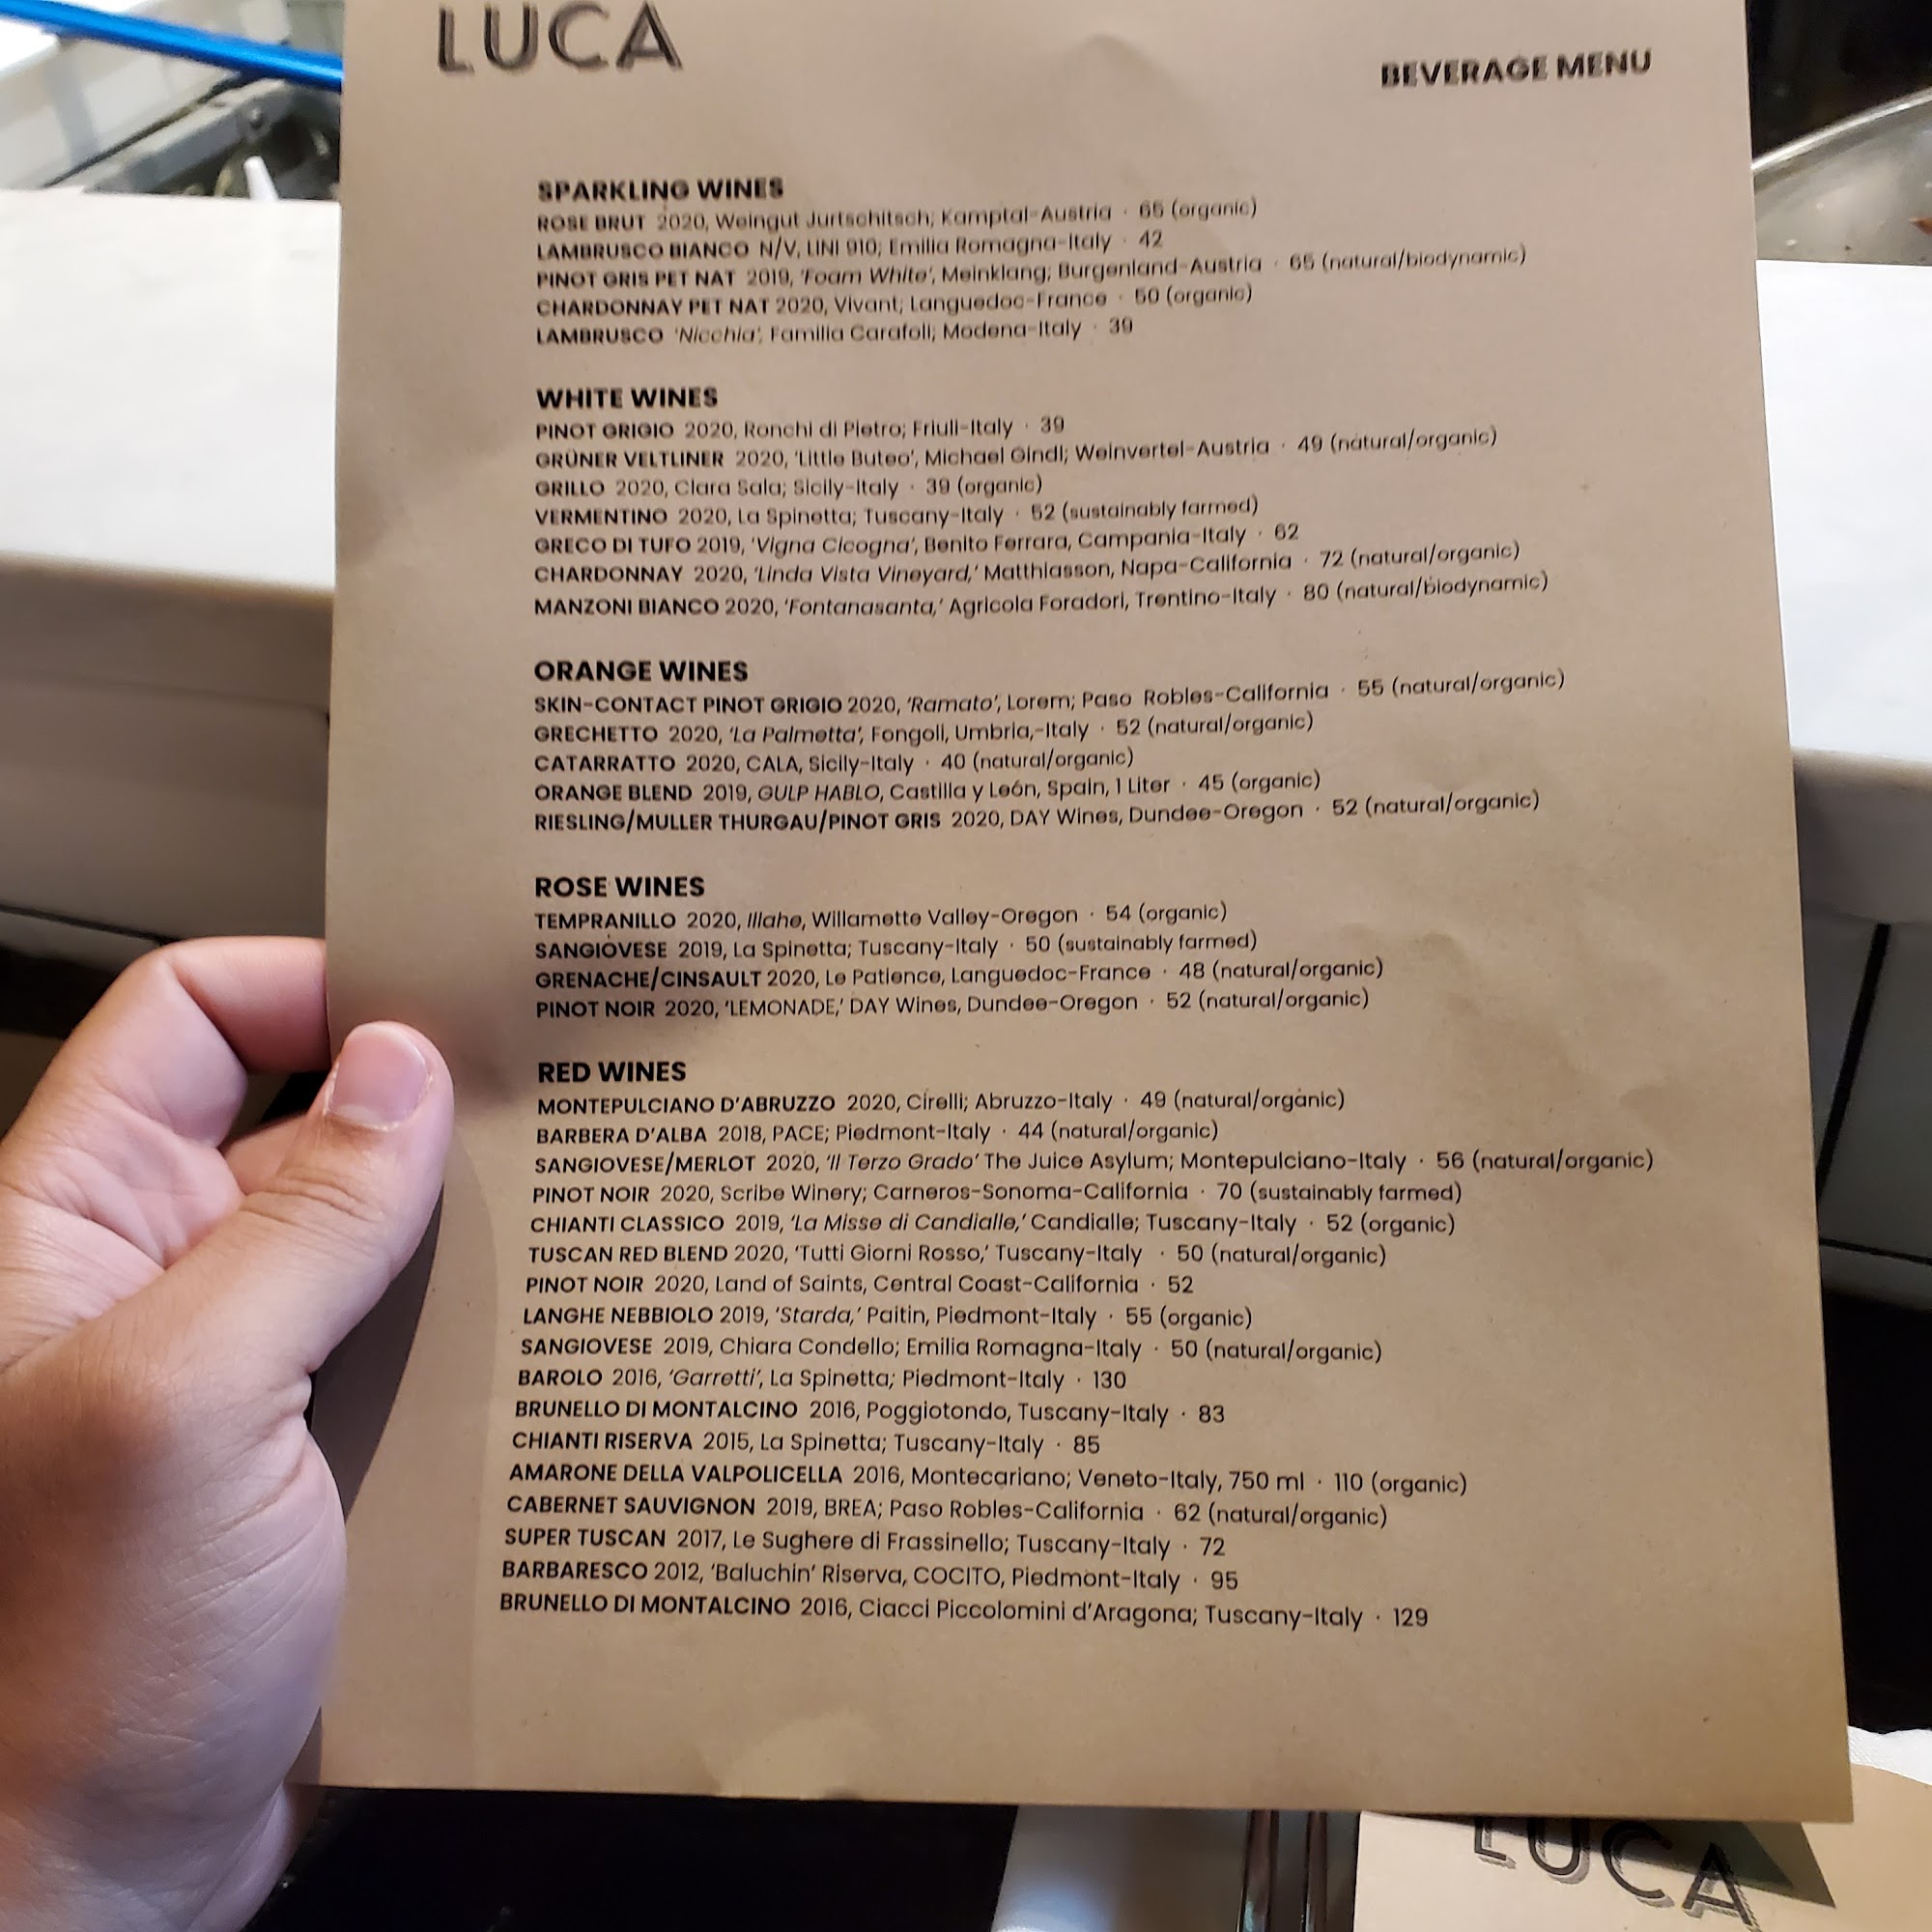 LUCA
BEVERAGE MENU
SPARKLING WINES
ROSE BRUT 2020, Weingut Jurtschitsch; Kamptal-Austria · 65 (organic)
LAMBRUSCO BIANCO N/V, LINI 910; Emilia Romagna-Italy · 42
PINOT GRIS PET NAT 2019, 'Foam White', Meinklang; Burgenland-Austria · 65 (natural/biodynamic)
CHARDONNAY PET NAT 2020, Vivant; Languedoc-France · 50 (organic)
LAMBRUSCO 'Nicchia', Familia Carafoli; Modena-Italy · 39
WHITE WINES
PINOT GRIGIO 2020, Ronchi di Pietro; Friuli-Italy · 39
GRÜNER VELTLINER 2020, 'Little Buteo', Michael Gindl; Weinvertel-Austria · 49 (natural/organic)
GRILLO 2020, Clara Sala; Sicily-Italy · 39 (organic)
VERMENTINO 2020, La Spinetta; Tuscany-Italy · 52 (sustainably farmed)
GRECO DI TUFO 2019, 'Vigna Cicogna', Benito Ferrara, Campania-Italy · 62
CHARDONNAY 2020, 'Linda Vista Vineyard,' Matthiasson, Napa-California · 72 (natural/organic)
MANZONI BIANCO 2020, 'Fontanasanta,' Agricola Foradori, Trentino-Italy · 80 (natural/biodynamic)
ORANGE WINES
SKIN-CONTACT PINOT GRIGIO 2020, 'Ramato', Lorem; Paso Robles-California · 55 (natural/organic)
GRECHETTO 2020, 'La Palmetta', Fongoli, Umbria,-Italy · 52 (natural/organic)
CATARRATTO 2020, CALA, Sicily-Italy · 40 (natural/organic)
ORANGE BLEND 2019, GULP HABLO, Castilla y León, Spain, 1 Liter · 45 (organic)
RIESLING/MULLER THURGAU/PINOT GRIS 2020, DAY Wines, Dundee-Oregon · 52 (natural/organic)
ROSE WINES
TEMPRANILLO 2020, Illahe, Willamette Valley-Oregon · 54 (organic)
SANGIOVESE 2019, La Spinetta; Tuscany-Italy · 50 (sustainably farmed)
GRENACHE/CINSAULT 2020, Le Patience, Languedoc-France · 48 (natural/organic)
PINOT NOIR 2020, 'LEMONADE,' DAY Wines, Dundee-Oregon · 52 (natural/organic)
RED WINES
MONTEPULCIANO D'ABRUZZO 2020, Cirelli; Abruzzo-Italy · 49 (natural/organic)
BARBERA D'ALBA 2018, PACE; Piedmont-Italy · 44 (natural/organic)
SANGIOVESE/MERLOT 2020, 'Il Terzo Grado' The Juice Asylum; Montepulciano-Italy · 56 (natural/organic)
PINOT NOIR 2020, Scribe Winery; Carneros-Sonoma-California · 70 (sustainably farmed)
CHIANTI CLASSICO 2019, 'La Misse di Candialle,' Candialle; Tuscany-Italy · 52 (organic)
TUSCAN RED BLEND 2020, 'Tutti Giorni Rosso,' Tuscany-Italy · 50 (natural/organic)
PINOT NOIR 2020, Land of Saints, Central Coast-California · 52
LANGHE NEBBIOLO 2019, 'Starda,' Paitin, Piedmont-Italy · 55 (organic)
SANGIOVESE 2019, Chiara Condello; Emilia Romagna-Italy · 50 (natural/organic)
BAROLO 2016, 'Garretti', La Spinetta; Piedmont-Italy · 130
BRUNELLO DI MONTALCINO 2016, Poggiotondo, Tuscany-Italy · 83
CHIANTI RISERVA 2015, La Spinetta; Tuscany-Italy · 85
AMARONE DELLA VALPOLICELLA 2016, Montecariano; Veneto-Italy, 750 ml · 110 (organic)
CABERNET SAUVIGNON 2019, BREA; Paso Robles-California · 62 (natural/organic)
SUPER TUSCAN 2017, Le Sughere di Frassinello; Tuscany-Italy · 72
BARBARESCO 2012, 'Baluchin' Riserva, COCITO, Piedmont-Italy · 95
BRUNELLO DI MONTALCINO 2016, Ciacci Piccolomini d'Aragona; Tuscany-Italy · 129
LUCA